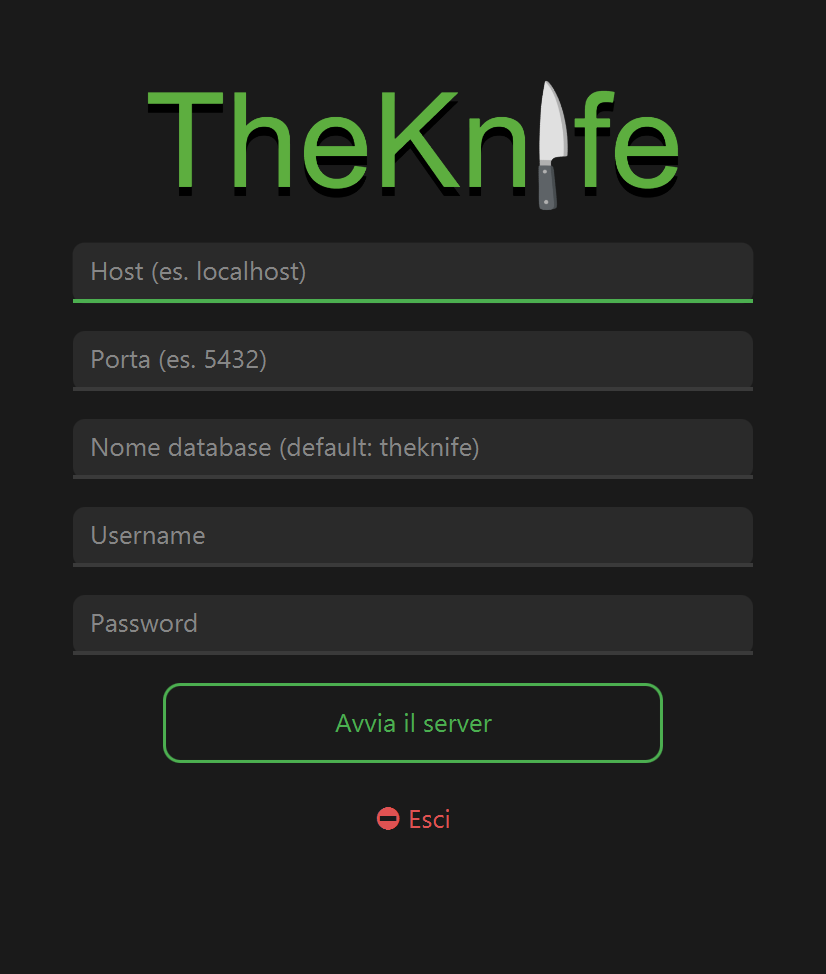 TheKnife
Host (es. localhost)
Porta (es. 5432)
Nome database (default: theknife)
Username
Password
Avvia il server
Esci